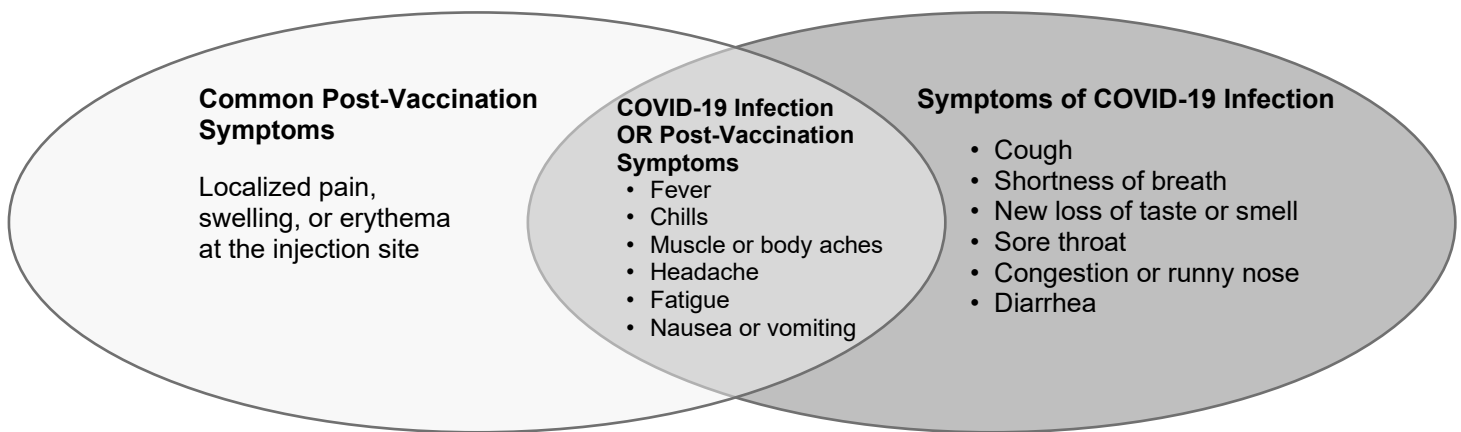 Common Post-Vaccination
Symptoms
Localized pain,
swelling, or erythema
at the injection site
COVID-19 Infection
OR Post-Vaccination
Symptoms
• Fever
• Chills
• Muscle or body aches
• Headache
• Fatigue
• Nausea or vomiting
Symptoms of COVID-19 Infection
• Cough
• Shortness of breath
• New loss of taste or smell
• Sore throat
• Congestion or runny nose
• Diarrhea